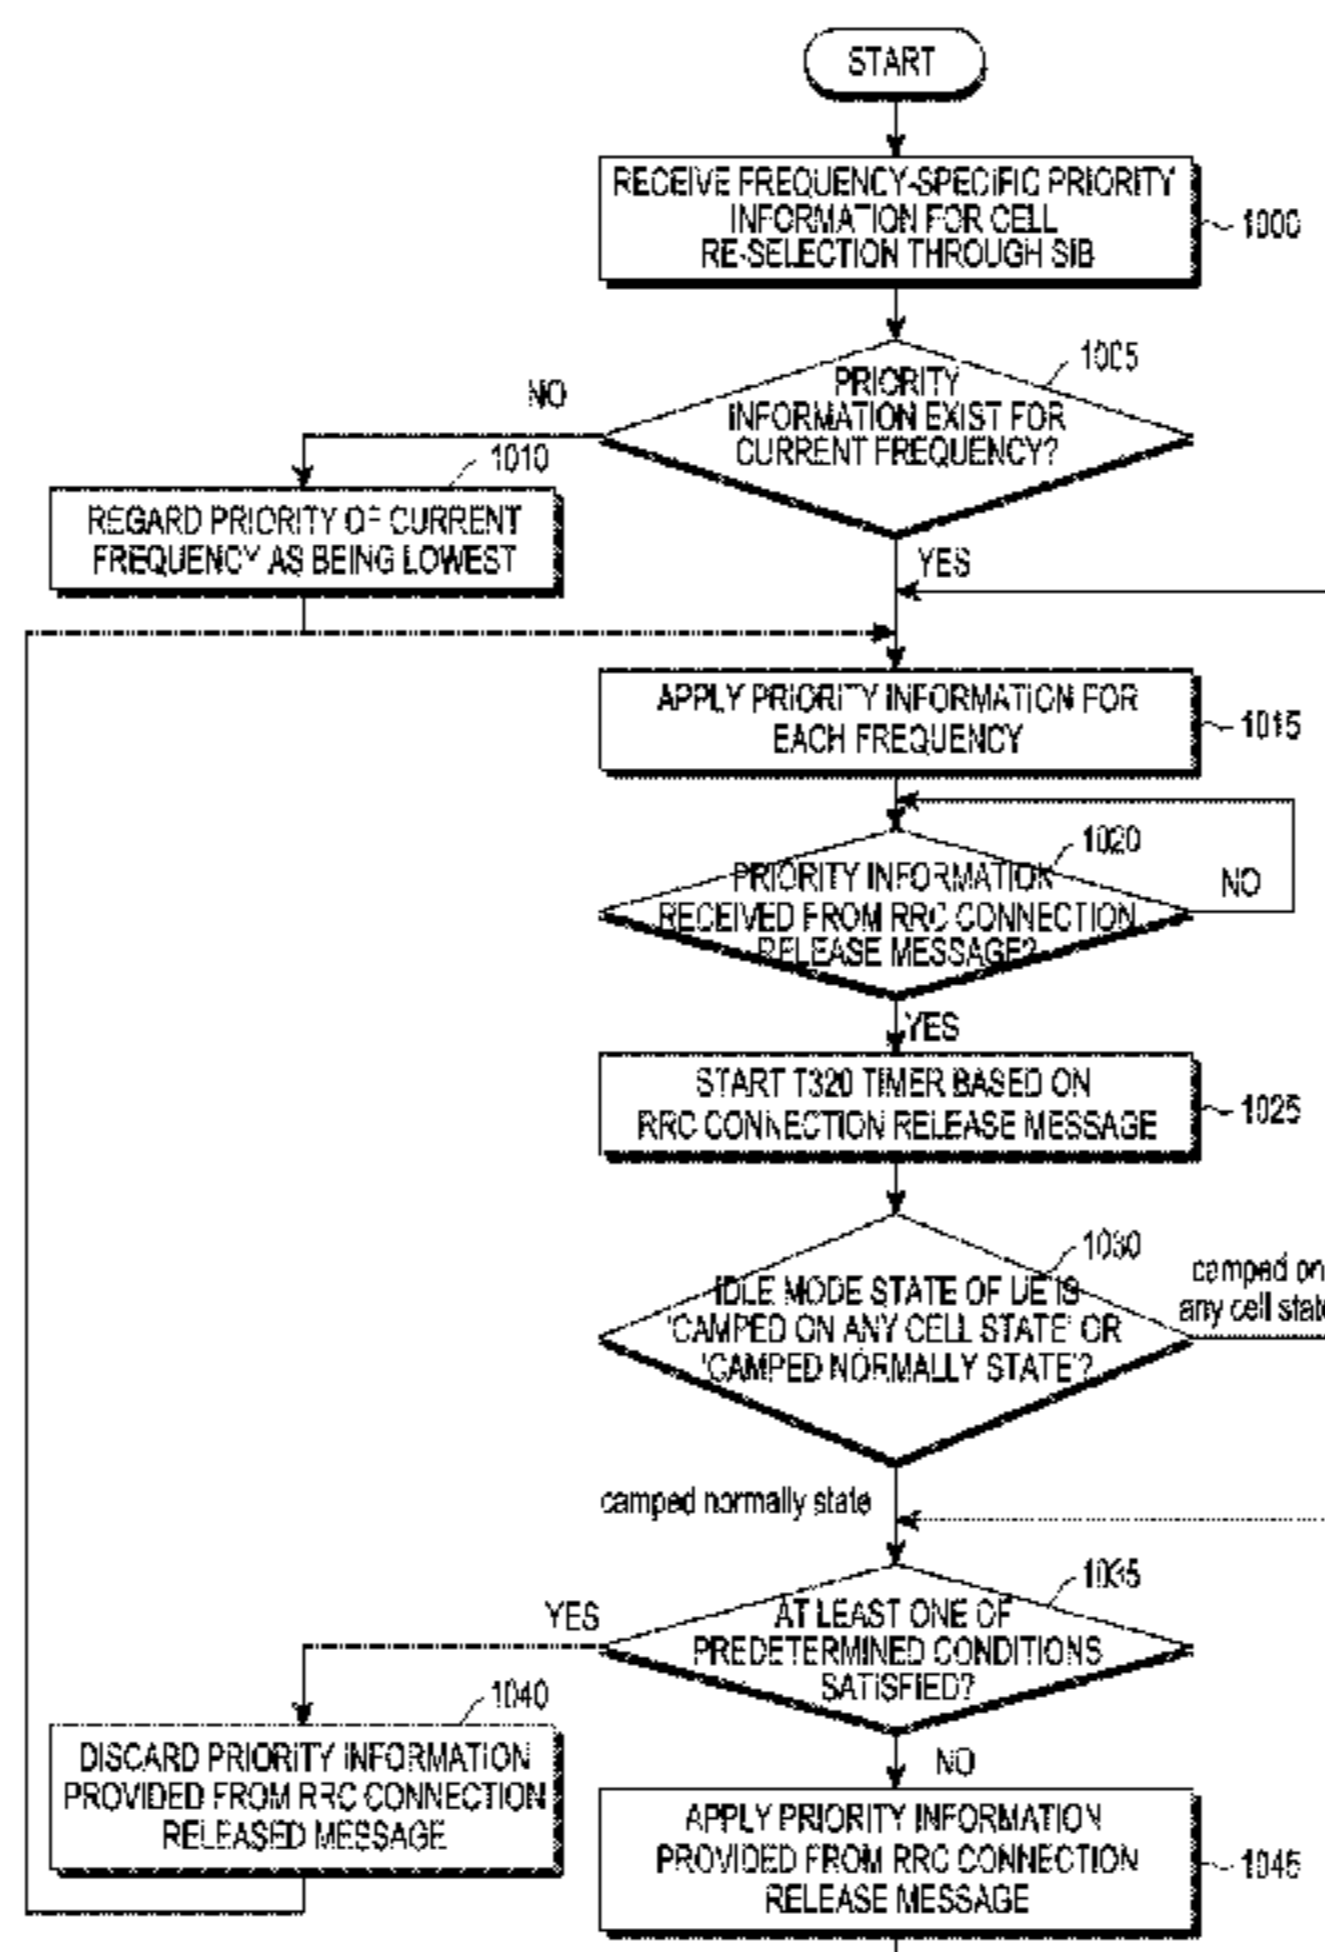 START
RECEIVE FREQUENCY-SPECIFIC PRIORITY
INFORMATION FOR CELL
RE-SELECTION THROUGH SIB
1000
1005
PRIORITY
INFORMATION EXIST FOR
CURRENT FREQUENCY?
NO
1010
REGARD PRIORITY OF CURRENT
FREQUENCY AS BEING LOWEST
YES
APPLY PRIORITY INFORMATION FOR
EACH FREQUENCY
1015
1020
PRIORITY INFORMATION
RECEIVED FROM RRC CONNECTION
RELEASE MESSAGE?
NO
YES
START T320 TIMER BASED ON
RRC CONNECTION RELEASE MESSAGE
1025
1030
IDLE MODE STATE OF UE IS
'CAMPED ON ANY CELL STATE' OR
'CAMPED NORMALLY STATE'?
camped on
any cell state
camped normally state
1035
AT LEAST ONE OF
PREDETERMINED CONDITIONS
SATISFIED?
YES
1040
DISCARD PRIORITY INFORMATION
PROVIDED FROM RRC CONNECTION
RELEASED MESSAGE
NO
APPLY PRIORITY INFORMATION
PROVIDED FROM RRC CONNECTION
RELEASE MESSAGE
1045